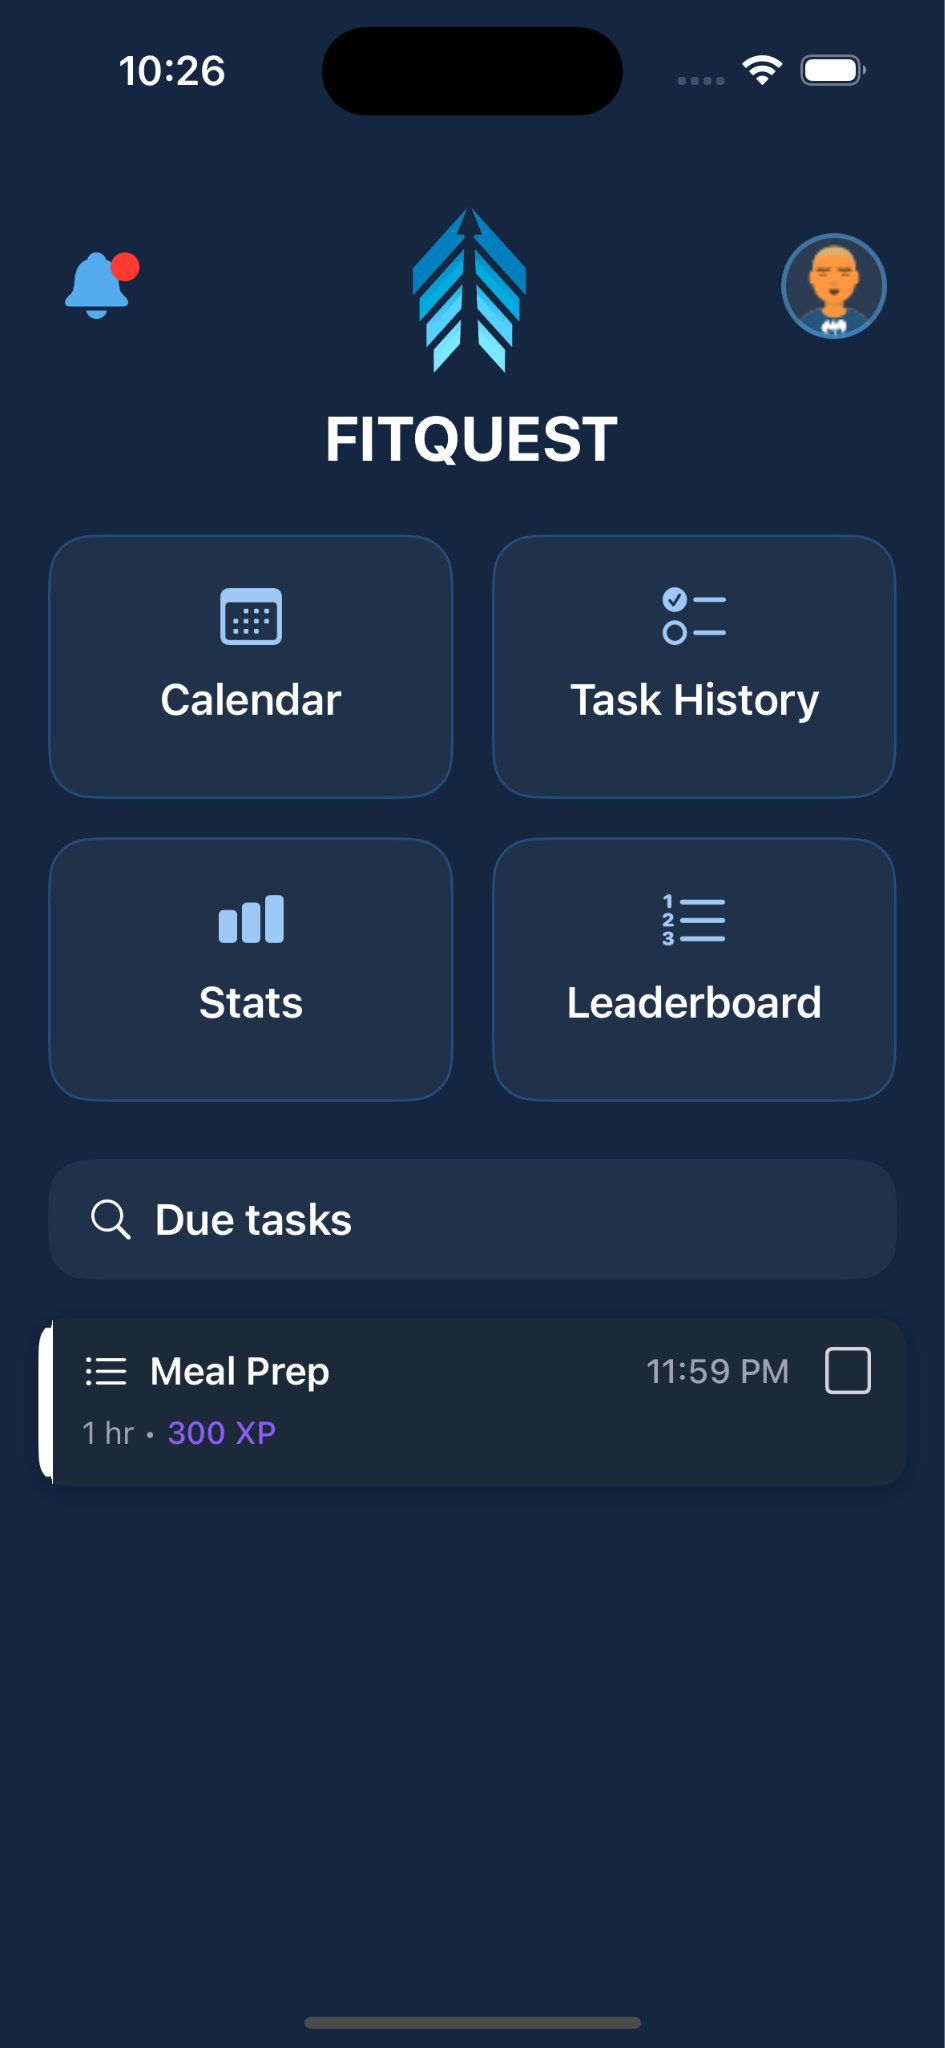 10:26
FITQUEST
Calendar
Task History
Stats
1
2
3
Leaderboard
Due tasks
Meal Prep
11:59 PM
1 hr • 300 XP